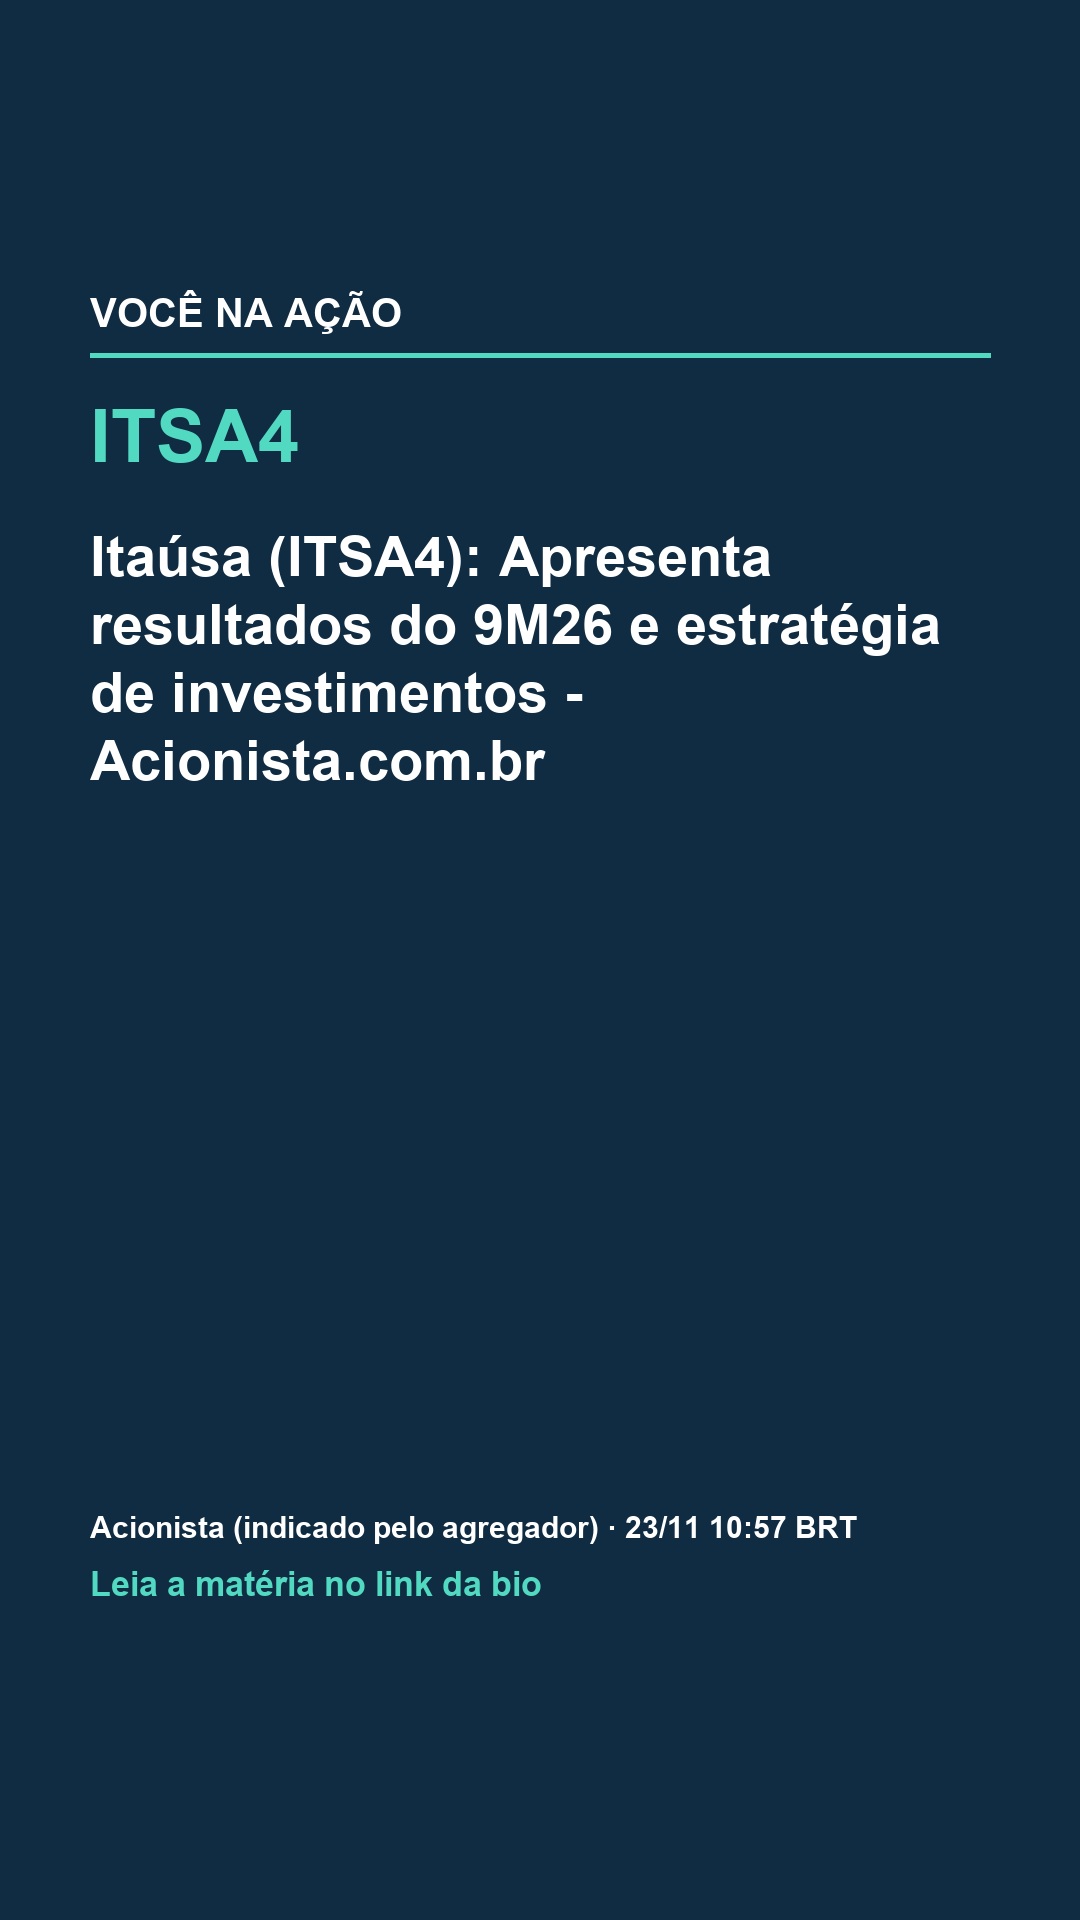 VOCÊ NA AÇÃO
ITSA4
Itaúsa (ITSA4): Apresenta
resultados do 9M26 e estratégia
de investimentos -
Acionista.com.br
Acionista (indicado pelo agregador) · 23/11 10:57 BRT
Leia a matéria no link da bio